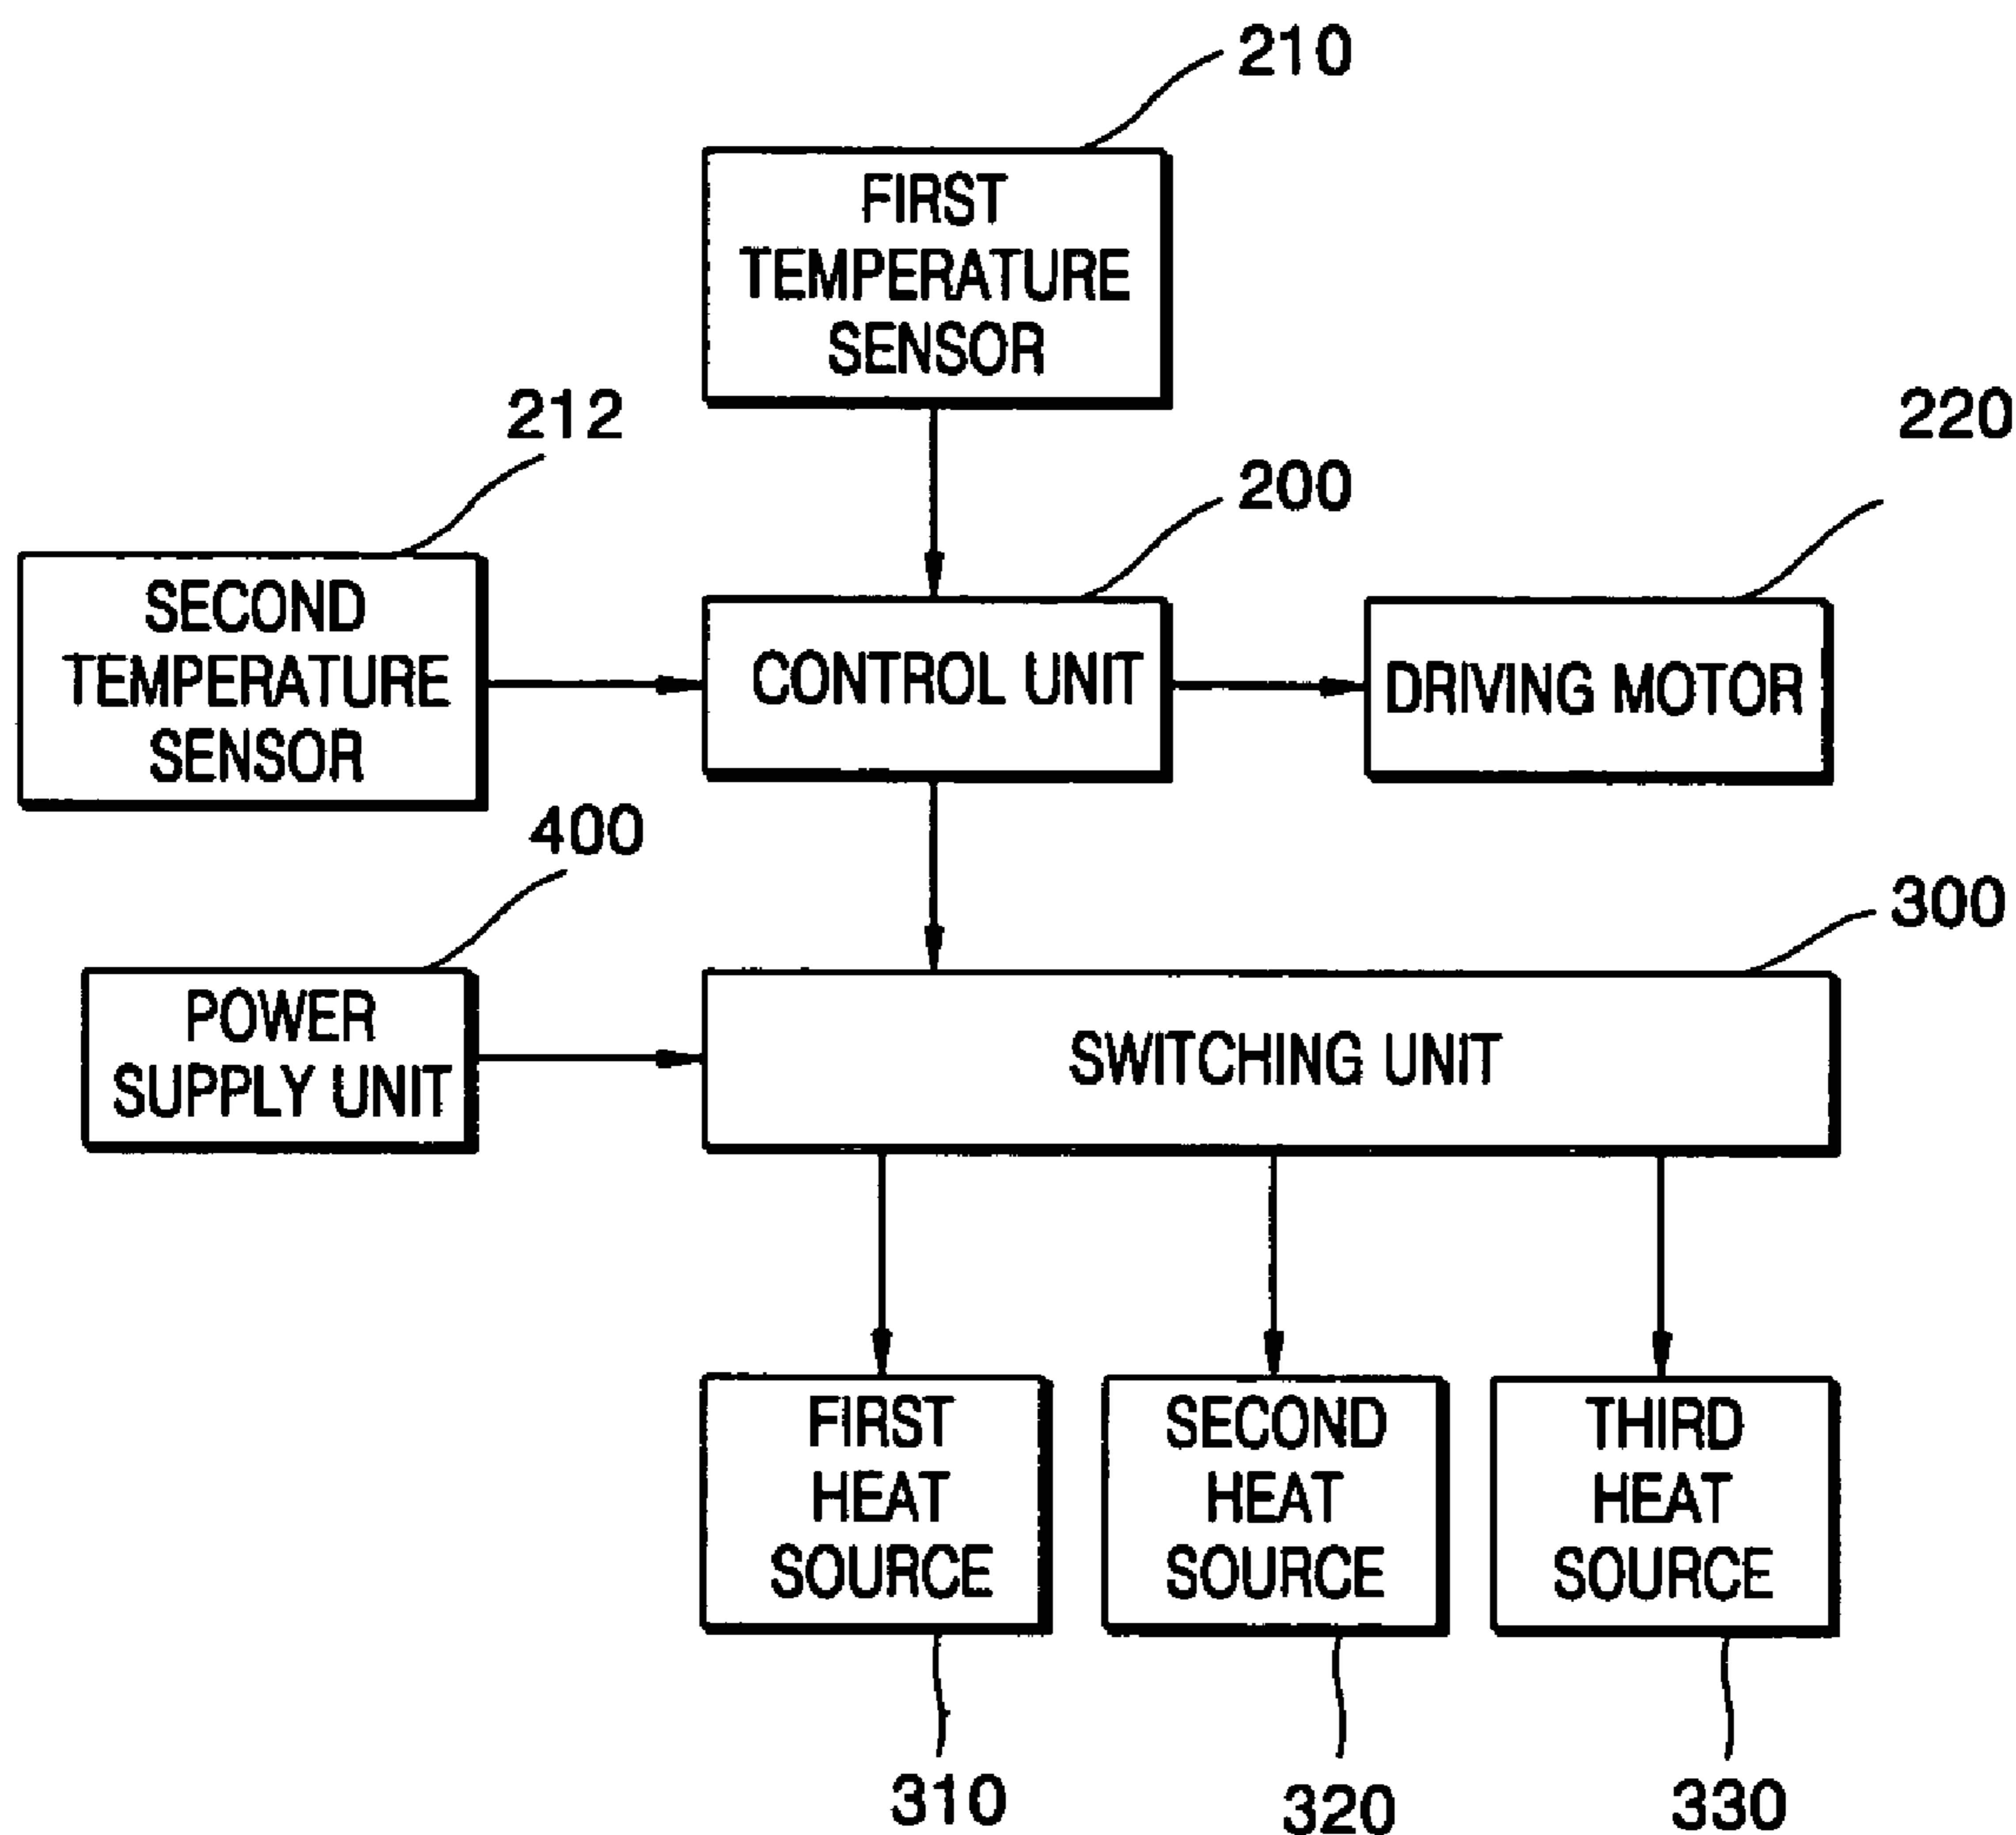 210
FIRST
TEMPERATURE
SENSOR
212
220
200
SECOND
TEMPERATURE
SENSOR
CONTROL UNIT
DRIVING MOTOR
400
300
POWER
SUPPLY UNIT
SWITCHING UNIT
FIRST
HEAT
SOURCE
SECOND
HEAT
SOURCE
THIRD
HEAT
SOURCE
310
320
330